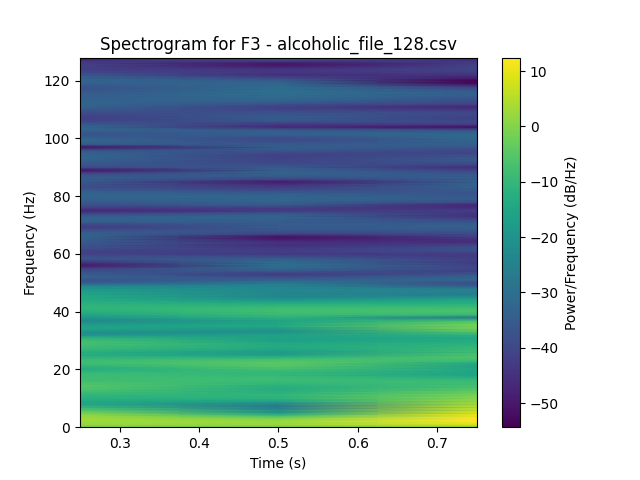 Spectrogram for F3 - alcoholic_file_128.csv
Frequency (Hz)
120
100
80
60
40
20
0
0.3 0.4 0.5 0.6 0.7
Time (s)
10
0
−10
−20
−30
−40
−50
Power/Frequency (dB/Hz)